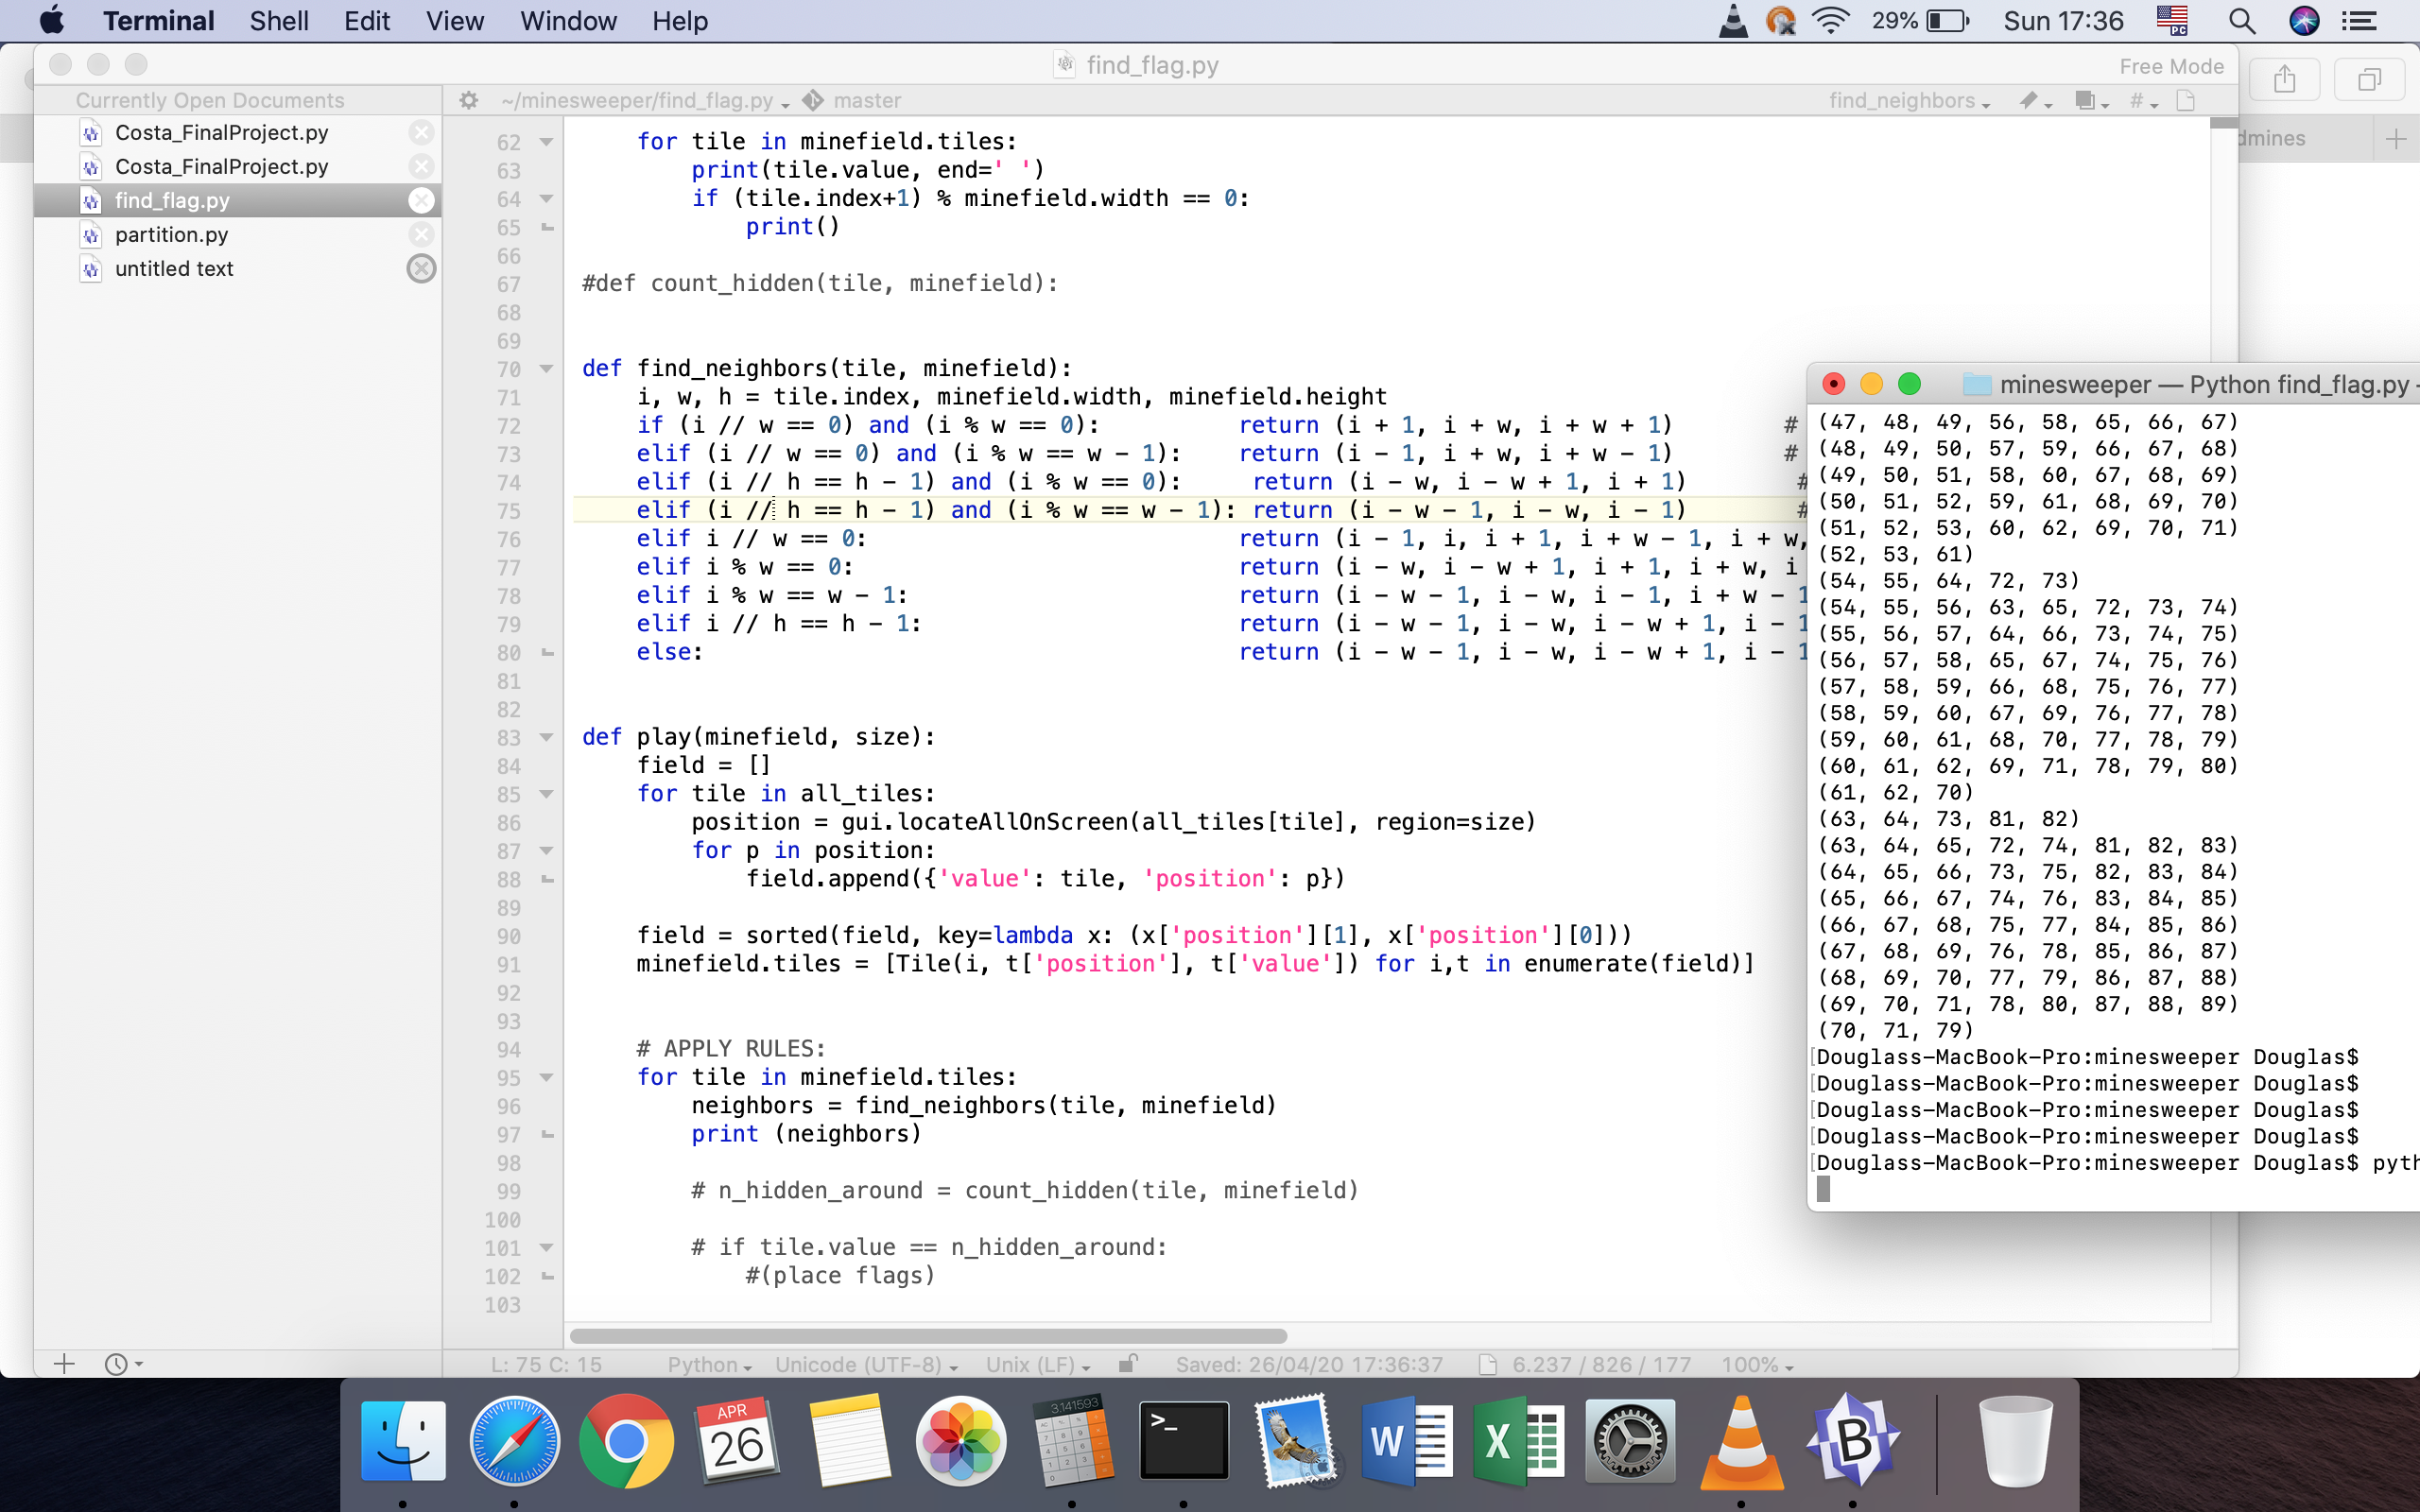 Terminal Shell Edit View Window Help 29% Sun 17:36 PC
find_flag.py Free Mode
Currently Open Documents ~/minesweeper/find_flag.py master find_neighbors #
Costa_FinalProject.py
Costa_FinalProject.py
find_flag.py
partition.py
untitled text
dmines
62 for tile in minefield.tiles:
63 print(tile.value, end=' ')
64 if (tile.index+1) % minefield.width == 0:
65 print()
66
67 #def count_hidden(tile, minefield):
68
69
70 def find_neighbors(tile, minefield):
71 i, w, h = tile.index, minefield.width, minefield.height
72 if (i // w == 0) and (i % w == 0): return (i + 1, i + w, i + w + 1) #
73 elif (i // w == 0) and (i % w == w - 1): return (i - 1, i + w, i + w - 1) #
74 elif (i // h == h - 1) and (i % w == 0): return (i - w, i - w + 1, i + 1) #
75 elif (i // h == h - 1) and (i % w == w - 1): return (i - w - 1, i - w, i - 1) #
76 elif i // w == 0: return (i - 1, i, i + 1, i + w - 1, i + w,
77 elif i % w == 0: return (i - w, i - w + 1, i + 1, i + w, i
78 elif i % w == w - 1: return (i - w - 1, i - w, i - 1, i + w - 1
79 elif i // h == h - 1: return (i - w - 1, i - w, i - w + 1, i - 1
80 else: return (i - w - 1, i - w, i - w + 1, i - 1
81
82
83 def play(minefield, size):
84 field = []
85 for tile in all_tiles:
86 position = gui.locateAllOnScreen(all_tiles[tile], region=size)
87 for p in position:
88 field.append({'value': tile, 'position': p})
89
90 field = sorted(field, key=lambda x: (x['position'][1], x['position'][0]))
91 minefield.tiles = [Tile(i, t['position'], t['value']) for i,t in enumerate(field)]
92
93
94 # APPLY RULES:
95 for tile in minefield.tiles:
96 neighbors = find_neighbors(tile, minefield)
97 print (neighbors)
98
99 # n_hidden_around = count_hidden(tile, minefield)
100
101 # if tile.value == n_hidden_around:
102 #(place flags)
103
minesweeper — Python find_flag.py -
(47, 48, 49, 56, 58, 65, 66, 67)
(48, 49, 50, 57, 59, 66, 67, 68)
(49, 50, 51, 58, 60, 67, 68, 69)
(50, 51, 52, 59, 61, 68, 69, 70)
(51, 52, 53, 60, 62, 69, 70, 71)
(52, 53, 61)
(54, 55, 64, 72, 73)
(54, 55, 56, 63, 65, 72, 73, 74)
(55, 56, 57, 64, 66, 73, 74, 75)
(56, 57, 58, 65, 67, 74, 75, 76)
(57, 58, 59, 66, 68, 75, 76, 77)
(58, 59, 60, 67, 69, 76, 77, 78)
(59, 60, 61, 68, 70, 77, 78, 79)
(60, 61, 62, 69, 71, 78, 79, 80)
(61, 62, 70)
(63, 64, 73, 81, 82)
(63, 64, 65, 72, 74, 81, 82, 83)
(64, 65, 66, 73, 75, 82, 83, 84)
(65, 66, 67, 74, 76, 83, 84, 85)
(66, 67, 68, 75, 77, 84, 85, 86)
(67, 68, 69, 76, 78, 85, 86, 87)
(68, 69, 70, 77, 79, 86, 87, 88)
(69, 70, 71, 78, 80, 87, 88, 89)
(70, 71, 79)
[Douglass-MacBook-Pro:minesweeper Douglas$
[Douglass-MacBook-Pro:minesweeper Douglas$
[Douglass-MacBook-Pro:minesweeper Douglas$
[Douglass-MacBook-Pro:minesweeper Douglas$
[Douglass-MacBook-Pro:minesweeper Douglas$ pyth
L: 75 C: 15 Python Unicode (UTF-8) Unix (LF) Saved: 26/04/20 17:36:37 6.237 / 826 / 177 100%
APR
26
3.141593
>_
W
X
B